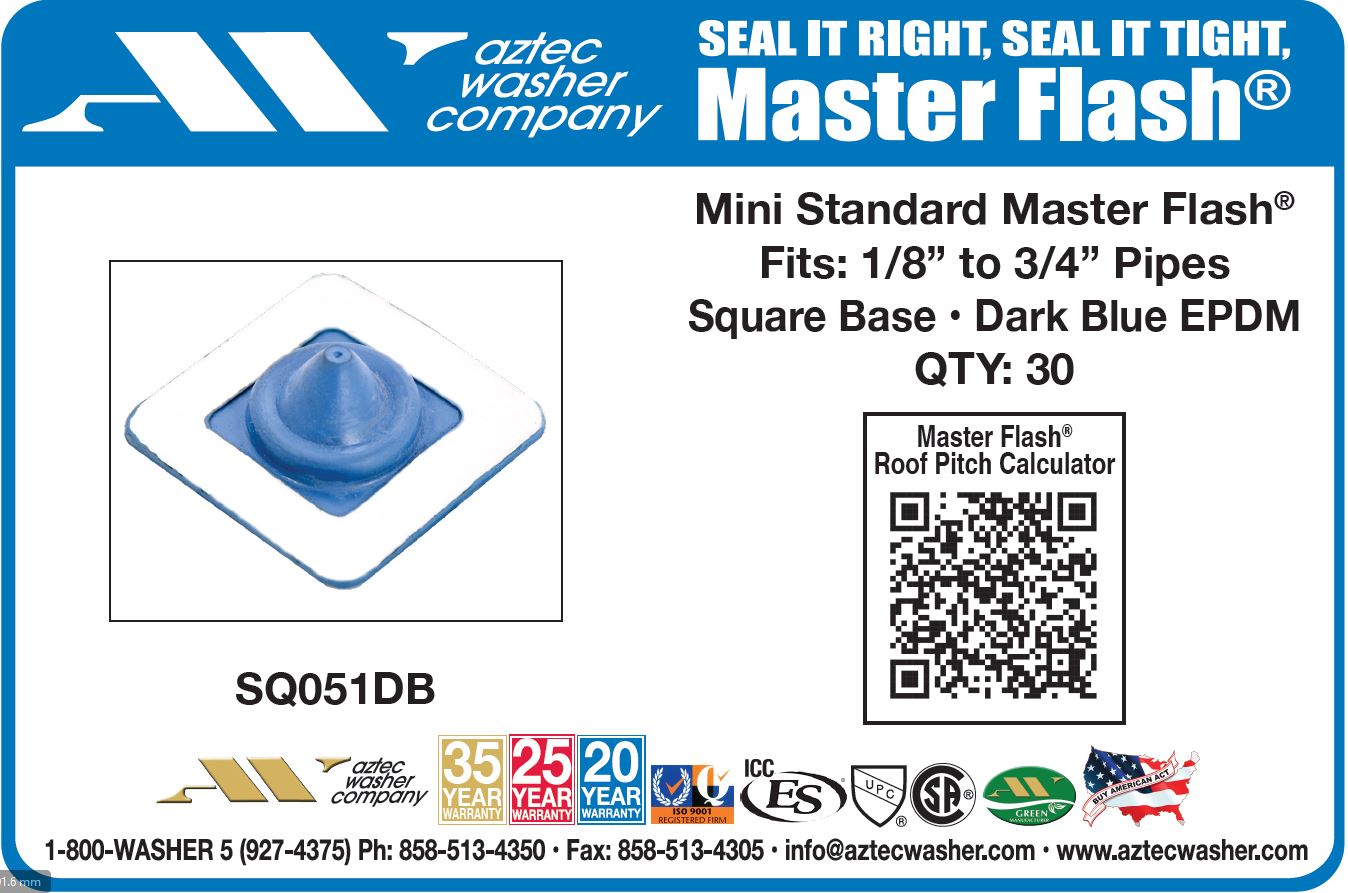 aztec
washer
company
SEAL IT RIGHT, SEAL IT TIGHT,
Master Flash®
Mini Standard Master Flash®
Fits: 1/8” to 3/4” Pipes
Square Base • Dark Blue EPDM
QTY: 30
Master Flash®
Roof Pitch Calculator
SQ051DB
aztec
washer
company
35
YEAR
WARRANTY
25
YEAR
WARRANTY
20
YEAR
WARRANTY
ISO 9001
REGISTERED FIRM
ICC
ES®
UPC®
SA®
GREEN
MANUFACTURER
BUY AMERICAN ACT
1-800-WASHER 5 (927-4375) Ph: 858-513-4350 • Fax: 858-513-4305 • info@aztecwasher.com • www.aztecwasher.com
91.6 mm